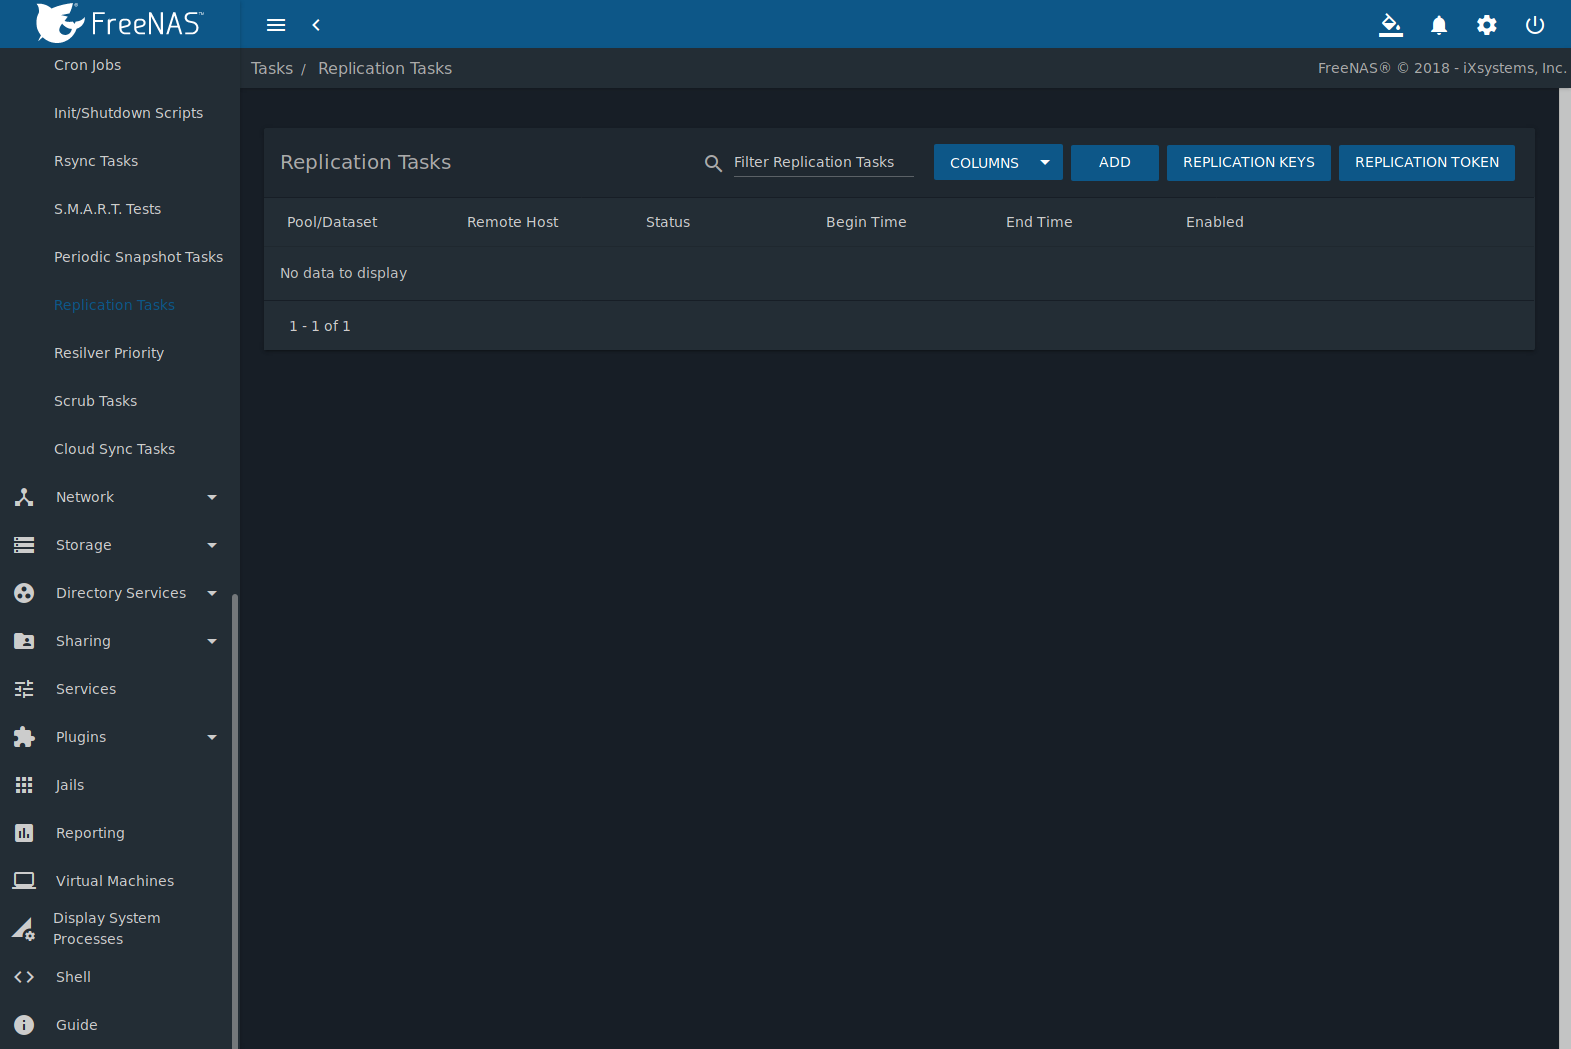 FreeNAS™
Tasks / Replication Tasks
FreeNAS® © 2018 - iXsystems, Inc.
Cron Jobs
Init/Shutdown Scripts
Rsync Tasks
S.M.A.R.T. Tests
Periodic Snapshot Tasks
Replication Tasks
Resilver Priority
Scrub Tasks
Cloud Sync Tasks
Network
Storage
Directory Services
Sharing
Services
Plugins
Jails
Reporting
Virtual Machines
Display System
Processes
Shell
Guide
Replication Tasks
Filter Replication Tasks
COLUMNS
ADD
REPLICATION KEYS
REPLICATION TOKEN
Pool/Dataset Remote Host Status Begin Time End Time Enabled
No data to display
1 - 1 of 1